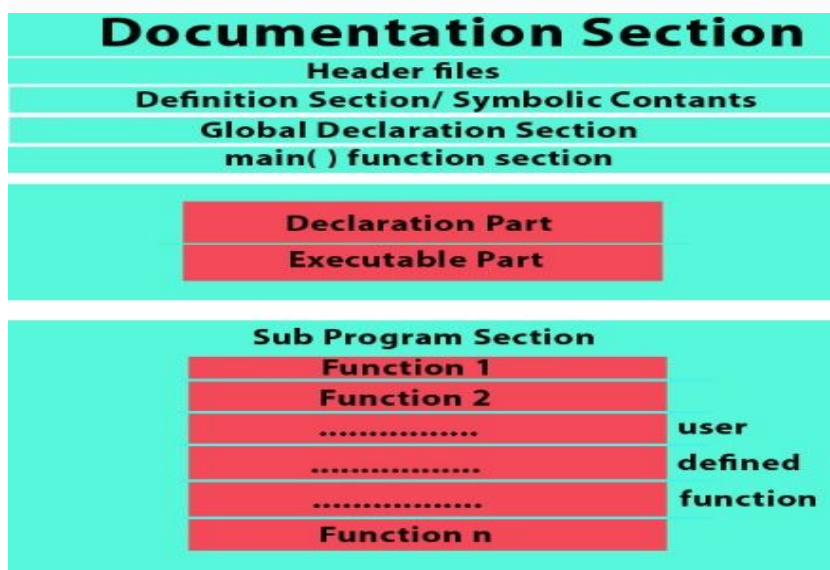 Documentation Section
Header files
Definition Section/ Symbolic Contants
Global Declaration Section
main( ) function section
Declaration Part
Executable Part
Sub Program Section
Function 1
Function 2
................ user
................. defined
................. function
Function n